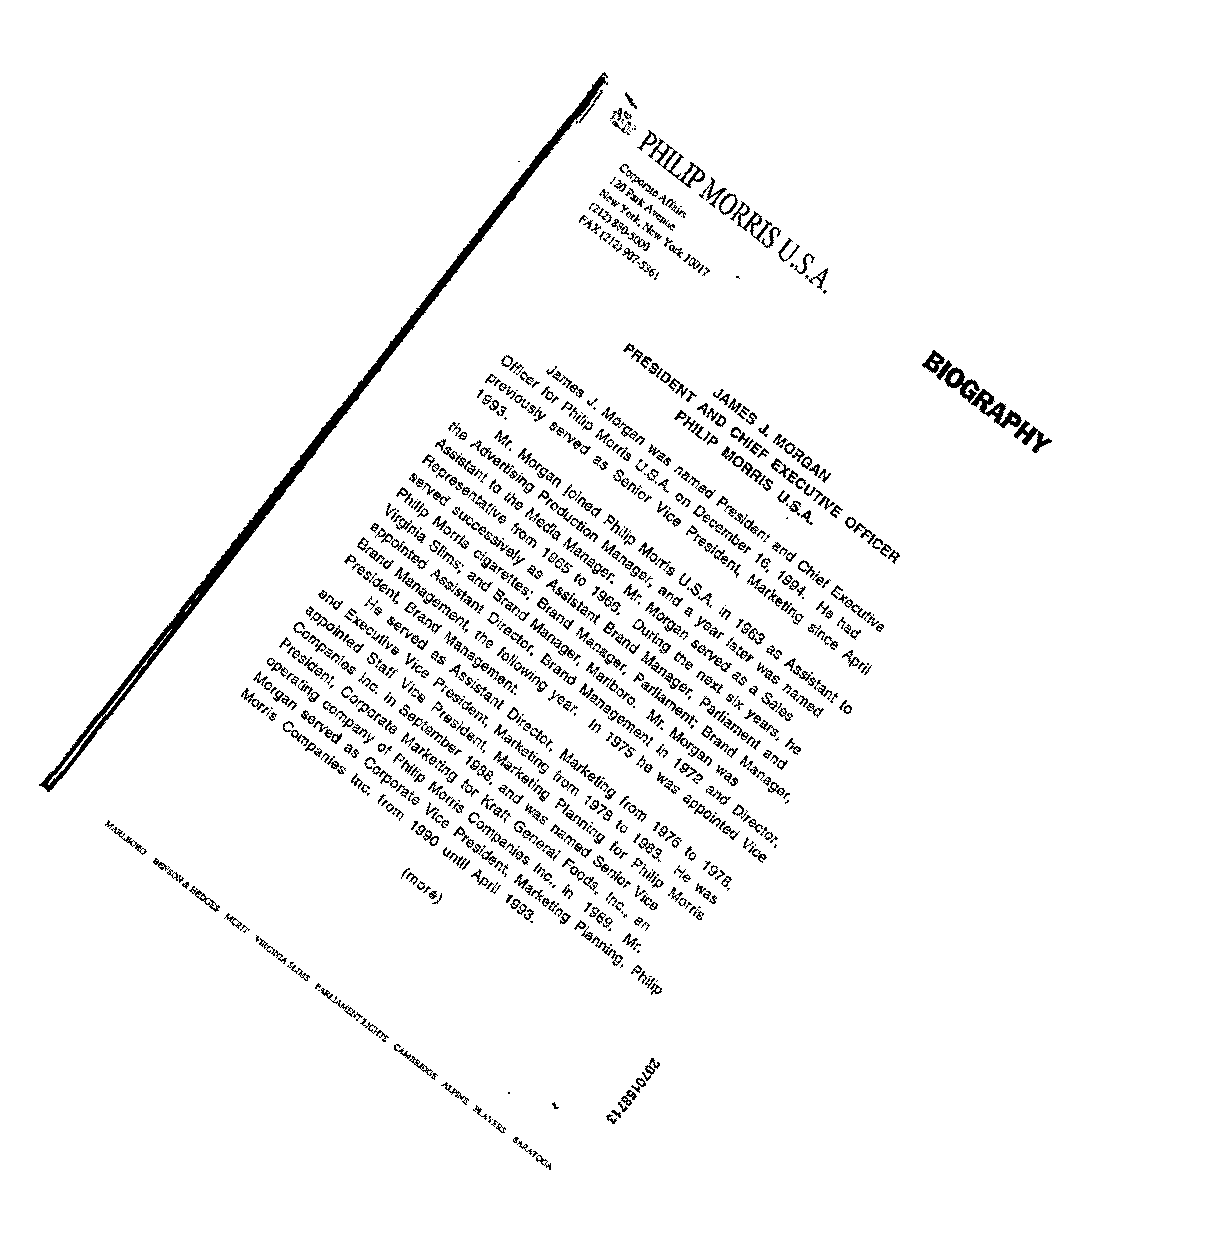 PHILIP MORRIS U.S.A.
Corporate Affairs
120 Park Avenue
New York, New York 10017
(212) 880-5000
FAX (212) 907-5361
BIOGRAPHY
JAMES J. MORGAN
PRESIDENT AND CHIEF EXECUTIVE OFFICER
PHILIP MORRIS U.S.A.
James J. Morgan was named President and Chief Executive
Officer for Philip Morris U.S.A. on December 16, 1994. He had
previously served as Senior Vice President, Marketing since April
1993.
Mr. Morgan joined Philip Morris U.S.A. in 1963 as Assistant to
the Advertising Production Manager, and a year later was named
Assistant to the Media Manager. Mr. Morgan served as a Sales
Representative from 1965 to 1966. During the next six years, he
served successively as Assistant Brand Manager, Parliament and
Philip Morris cigarettes; Brand Manager, Parliament; Brand Manager,
Virginia Slims; and Brand Manager, Marlboro. Mr. Morgan was
appointed Assistant Director, Brand Management in 1972 and Director,
Brand Management, the following year. In 1975 he was appointed Vice
President, Brand Management.
He served as Assistant Director, Marketing from 1976 to 1978,
and Executive Vice President, Marketing from 1978 to 1983. He was
appointed Staff Vice President, Marketing Planning for Philip Morris
Companies Inc. in September 1988, and was named Senior Vice
President, Corporate Marketing for Kraft General Foods, Inc., an
operating company of Philip Morris Companies Inc., in 1989. Mr.
Morgan served as Corporate Vice President, Marketing Planning, Philip
Morris Companies Inc. from 1990 until April 1993.
(more)
MARLBORO BENSON & HEDGES MERIT VIRGINIA SLIMS PARLIAMENT LIGHTS CAMBRIDGE ALPINE PLAYERS SARATOGA
2070168713